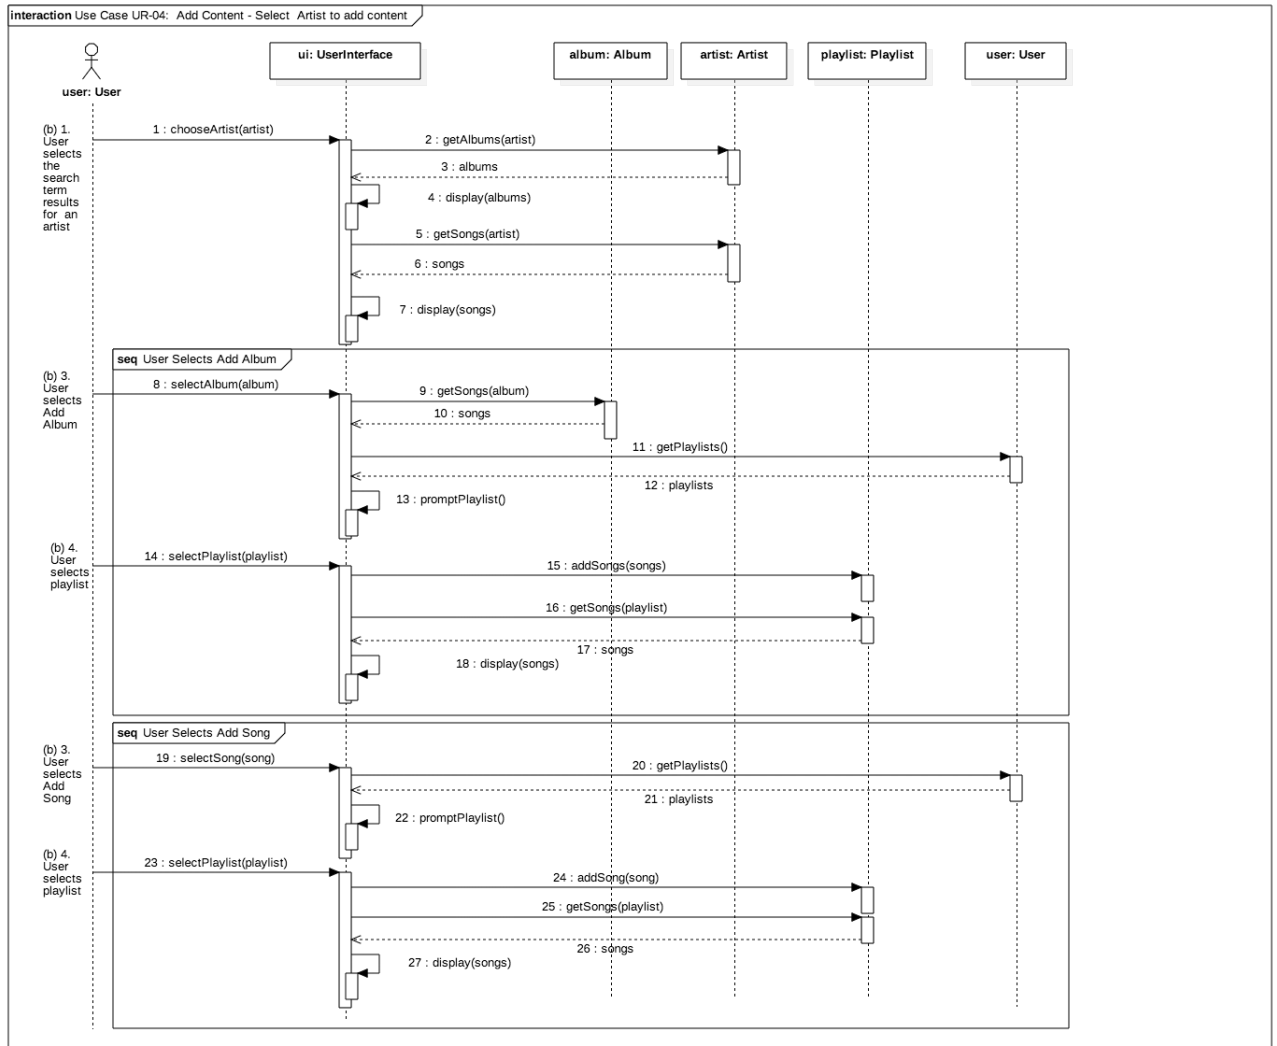 interaction Use Case UR-04: Add Content - Select Artist to add content
user: User
ui: UserInterface
album: Album
artist: Artist
playlist: Playlist
user: User
(b) 1.
User
selects
the
search
term
results
for an
artist
1 : chooseArtist(artist)
2 : getAlbums(artist)
3 : albums
4 : display(albums)
5 : getSongs(artist)
6 : songs
7 : display(songs)
seq User Selects Add Album
(b) 3.
User
selects
Add
Album
8 : selectAlbum(album)
9 : getSongs(album)
10 : songs
11 : getPlaylists()
12 : playlists
13 : promptPlaylist()
(b) 4.
User
selects
playlist
14 : selectPlaylist(playlist)
15 : addSongs(songs)
16 : getSongs(playlist)
17 : songs
18 : display(songs)
seq User Selects Add Song
(b) 3.
User
selects
Add
Song
19 : selectSong(song)
20 : getPlaylists()
21 : playlists
22 : promptPlaylist()
(b) 4.
User
selects
playlist
23 : selectPlaylist(playlist)
24 : addSong(song)
25 : getSongs(playlist)
26 : songs
27 : display(songs)